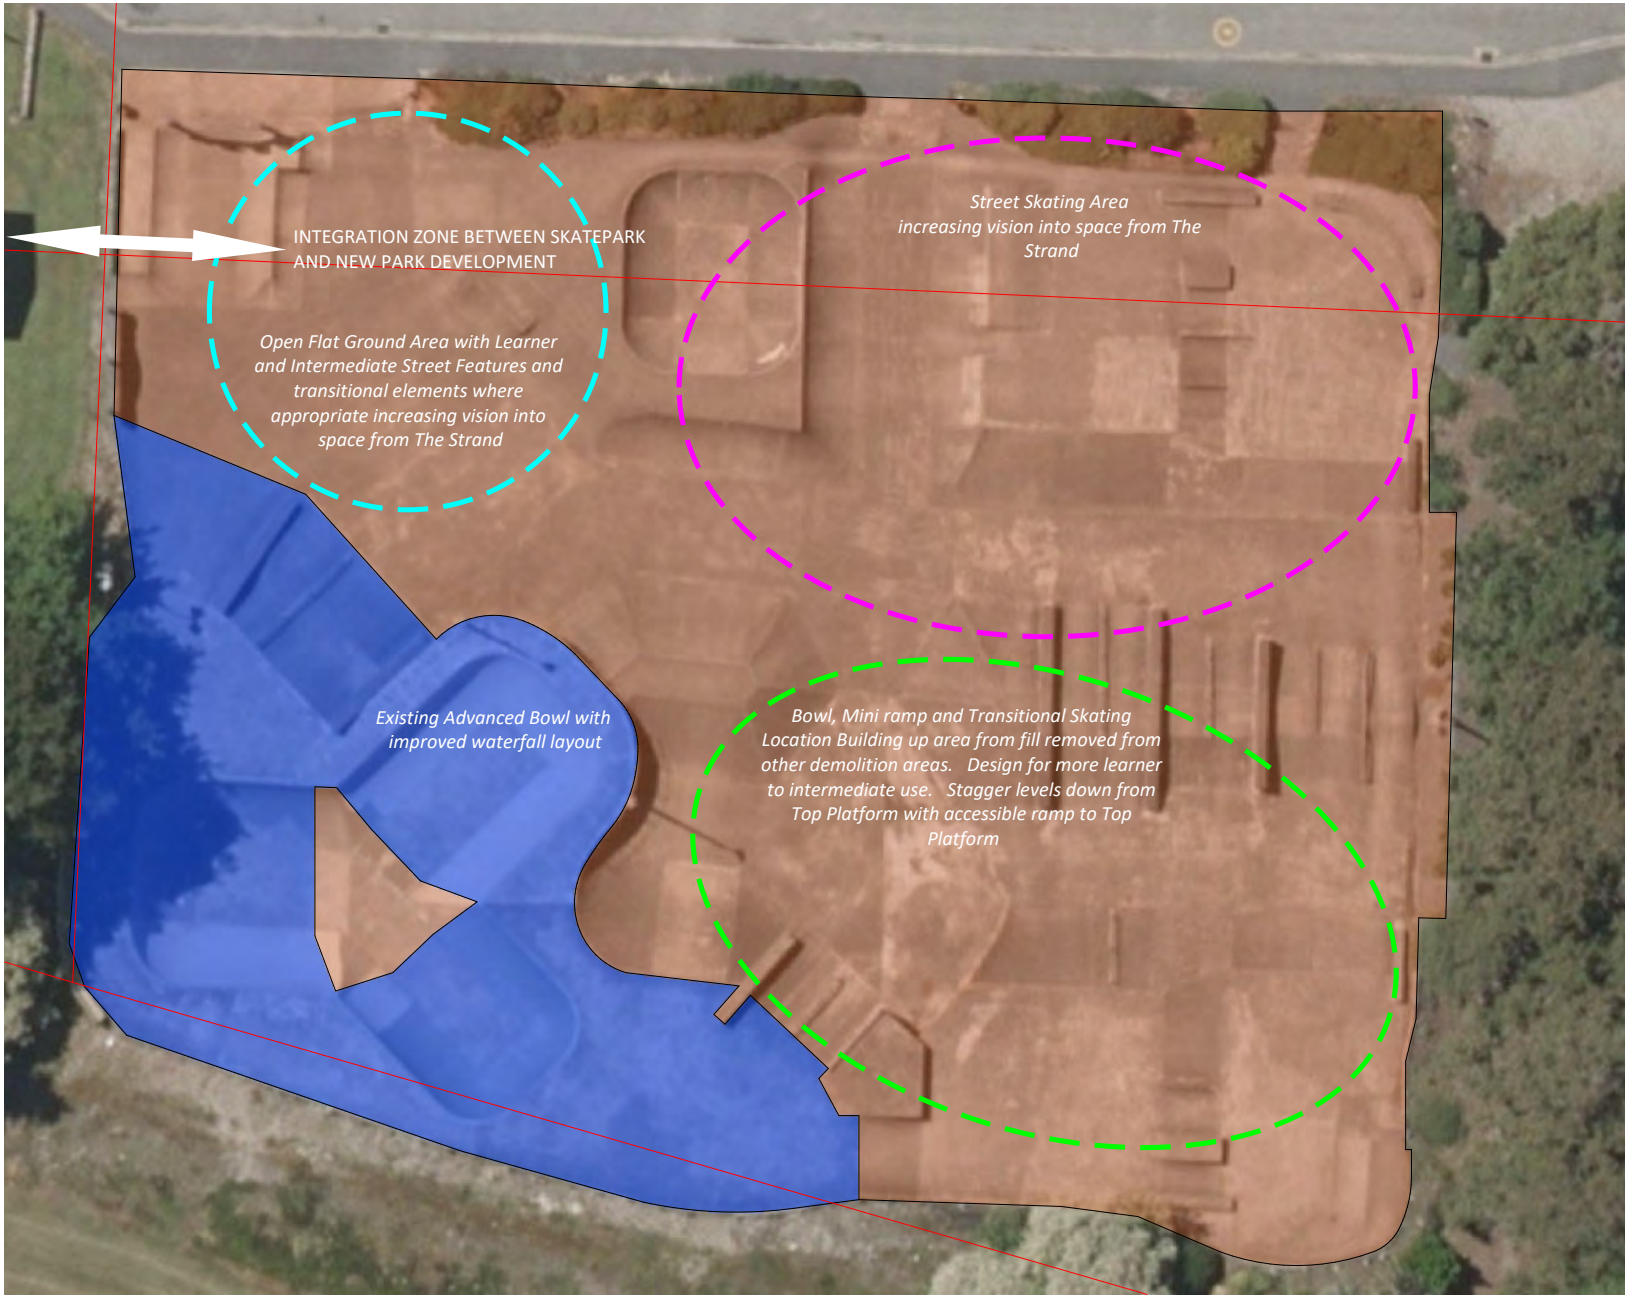 Street Skating Area
increasing vision into space from The
Strand
INTEGRATION ZONE BETWEEN SKATEPARK
AND NEW PARK DEVELOPMENT
Open Flat Ground Area with Learner
and Intermediate Street Features and
transitional elements where
appropriate increasing vision into
space from The Strand
Existing Advanced Bowl with
improved waterfall layout
Bowl, Mini ramp and Transitional Skating
Location Building up area from fill removed from
other demolition areas. Design for more learner
to intermediate use. Stagger levels down from
Top Platform with accessible ramp to Top
Platform